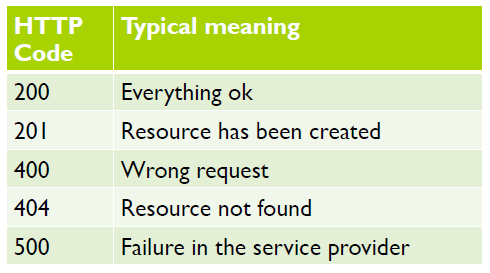 HTTP Code Typical meaning
200 Everything ok
201 Resource has been created
400 Wrong request
404 Resource not found
500 Failure in the service provider